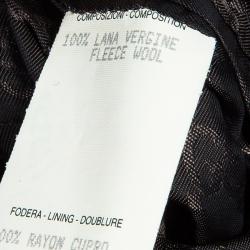 COMPOSIZIONI - COMPOSITION
100% LANA VERGINE
FLEECE WOOL
FODERA - LINING - DOUBLURE
100% RAYON CUPRO